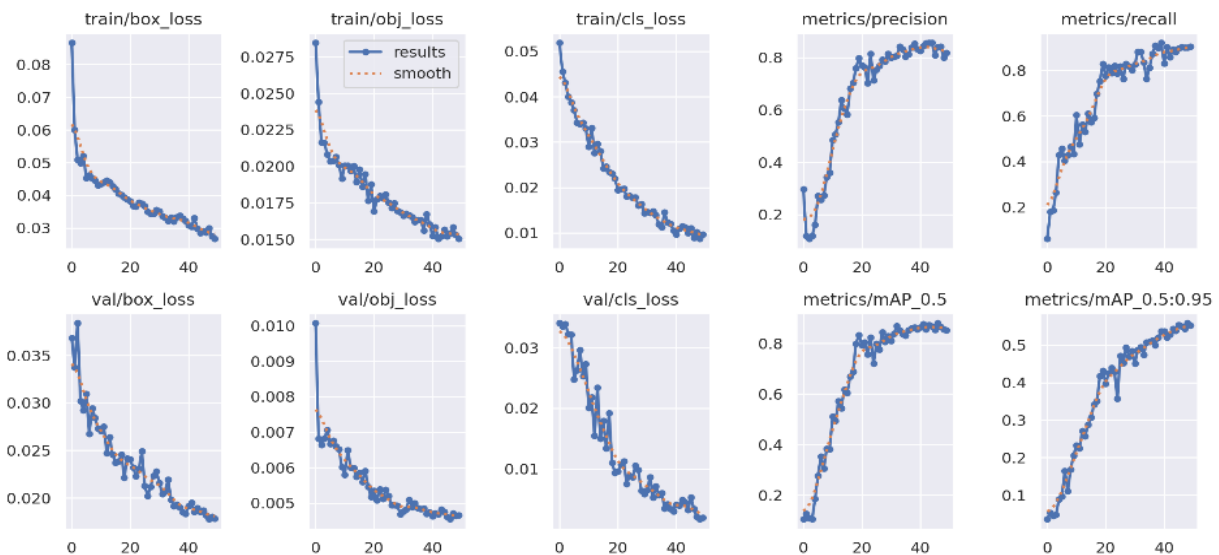 train/box_loss
train/obj_loss
train/cls_loss
metrics/precision
metrics/recall
0.08
0.07
0.06
0.05
0.04
0.03
0 20 40
0.0275
0.0250
0.0225
0.0200
0.0175
0.0150
results
smooth
0 20 40
0.05
0.04
0.03
0.02
0.01
0 20 40
0.8
0.6
0.4
0.2
0 20 40
0.8
0.6
0.4
0.2
0 20 40
val/box_loss
val/obj_loss
val/cls_loss
metrics/mAP_0.5
metrics/mAP_0.5:0.95
0.035
0.030
0.025
0.020
0 20 40
0.010
0.009
0.008
0.007
0.006
0.005
0 20 40
0.03
0.02
0.01
0 20 40
0.8
0.6
0.4
0.2
0 20 40
0.5
0.4
0.3
0.2
0.1
0 20 40